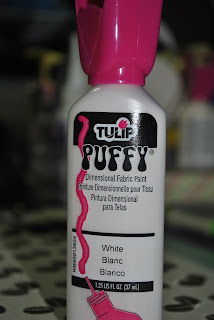 TULIP
PUFFY®
Dimensional Fabric Paint
Peinture Dimensionnelle pour Tissu
Pintura Dimensional
para Telas
White
Blanc
Blanco
1.25 US FL OZ (37 mL)